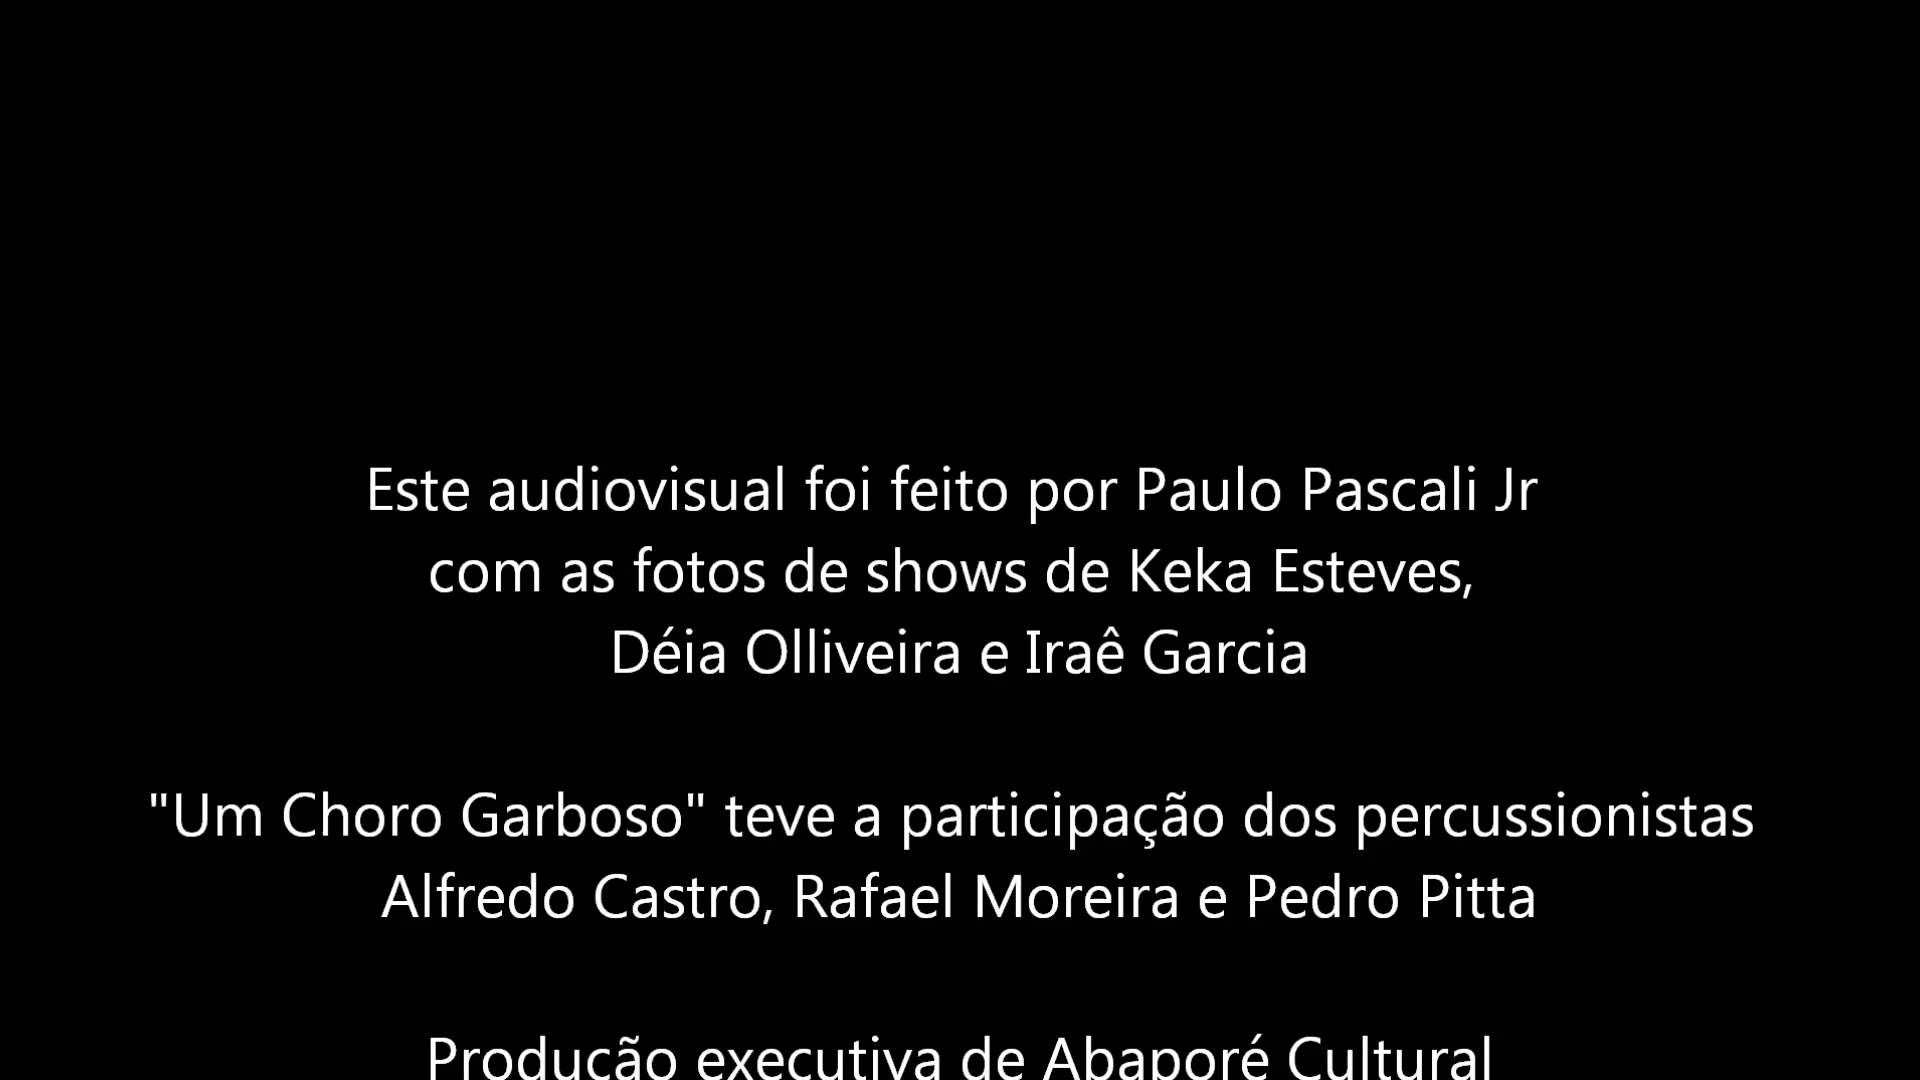 Este audiovisual foi feito por Paulo Pascali Jr
com as fotos de shows de Keka Esteves,
Déia Olliveira e Iraê Garcia
"Um Choro Garboso" teve a participação dos percussionistas
Alfredo Castro, Rafael Moreira e Pedro Pitta
Produção executiva de Abaporé Cultural